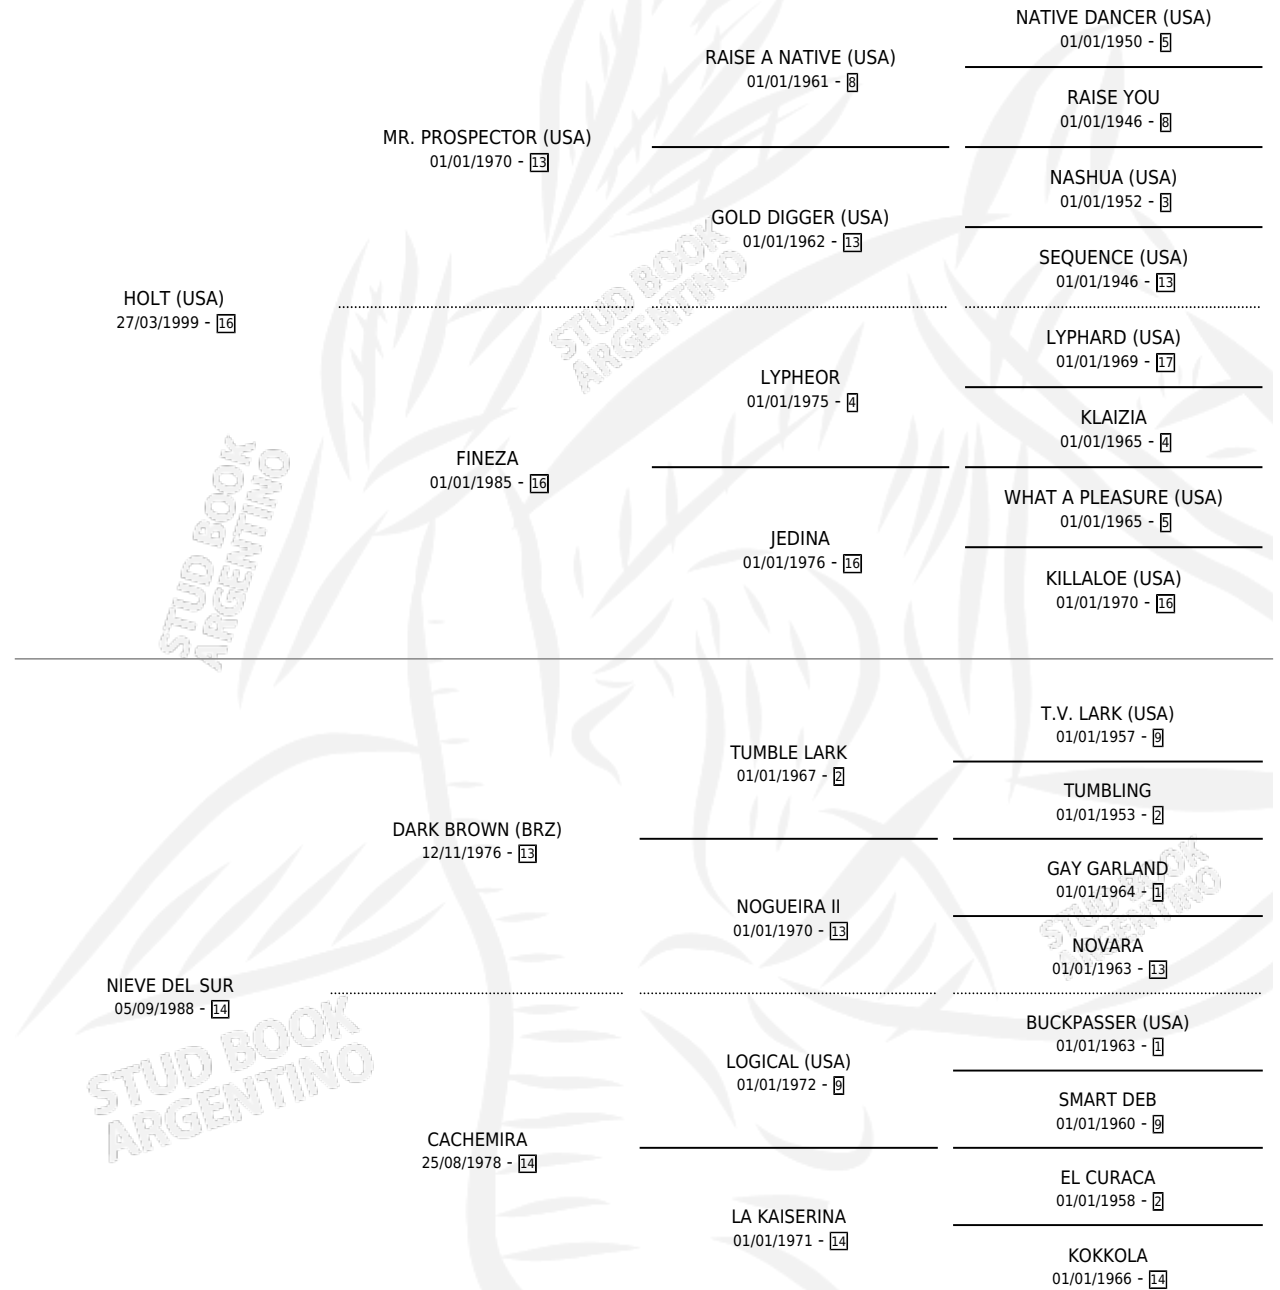 NATIVE DANCER (USA)
01/01/1950 - 5
RAISE A NATIVE (USA)
01/01/1961 - 8
RAISE YOU
01/01/1946 - 8
MR. PROSPECTOR (USA)
01/01/1970 - 13
NASHUA (USA)
01/01/1952 - 3
GOLD DIGGER (USA)
01/01/1962 - 13
SEQUENCE (USA)
01/01/1946 - 13
HOLT (USA)
27/03/1999 - 16
LYPHARD (USA)
01/01/1969 - 17
LYPHEOR
01/01/1975 - 4
KLAIZIA
01/01/1965 - 4
FINEZA
01/01/1985 - 16
WHAT A PLEASURE (USA)
01/01/1965 - 5
JEDINA
01/01/1976 - 16
KILLALOE (USA)
01/01/1970 - 16
T.V. LARK (USA)
01/01/1957 - 9
TUMBLE LARK
01/01/1967 - 2
TUMBLING
01/01/1953 - 2
DARK BROWN (BRZ)
12/11/1976 - 13
GAY GARLAND
01/01/1964 - 1
NOGUEIRA II
01/01/1970 - 13
NOVARA
01/01/1963 - 13
NIEVE DEL SUR
05/09/1988 - 14
BUCKPASSER (USA)
01/01/1963 - 1
LOGICAL (USA)
01/01/1972 - 9
SMART DEB
01/01/1960 - 9
CACHEMIRA
25/08/1978 - 14
EL CURACA
01/01/1958 - 2
LA KAISERINA
01/01/1971 - 14
KOKKOLA
01/01/1966 - 14
STUD BOOK
ARGENTINO
STUD BOOK
ARGENTINO
STUD BOOK
ARGENTINO
STUD BOOK
ARGENTINO